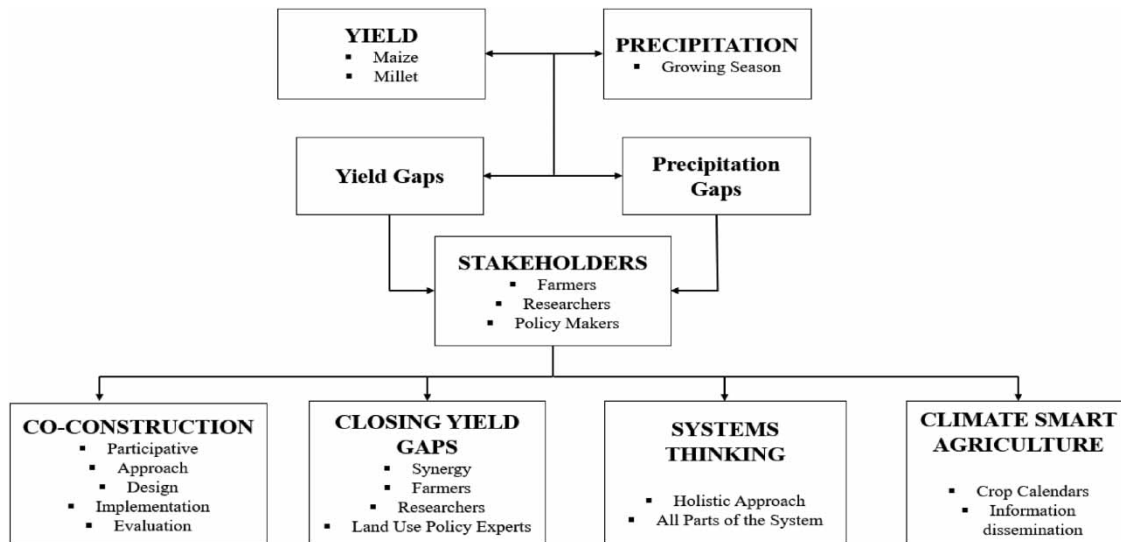 YIELD
▪ Maize
▪ Millet
PRECIPITATION
▪ Growing Season
Yield Gaps
Precipitation
Gaps
STAKEHOLDERS
▪ Farmers
▪ Researchers
▪ Policy Makers
CO-CONSTRUCTION
▪ Participative
▪ Approach
▪ Design
▪ Implementation
▪ Evaluation
CLOSING YIELD
GAPS
▪ Synergy
▪ Farmers
▪ Researchers
▪ Land Use Policy Experts
SYSTEMS
THINKING
▪ Holistic Approach
▪ All Parts of the System
CLIMATE SMART
AGRICULTURE
▪ Crop Calendars
▪ Information
dissemination